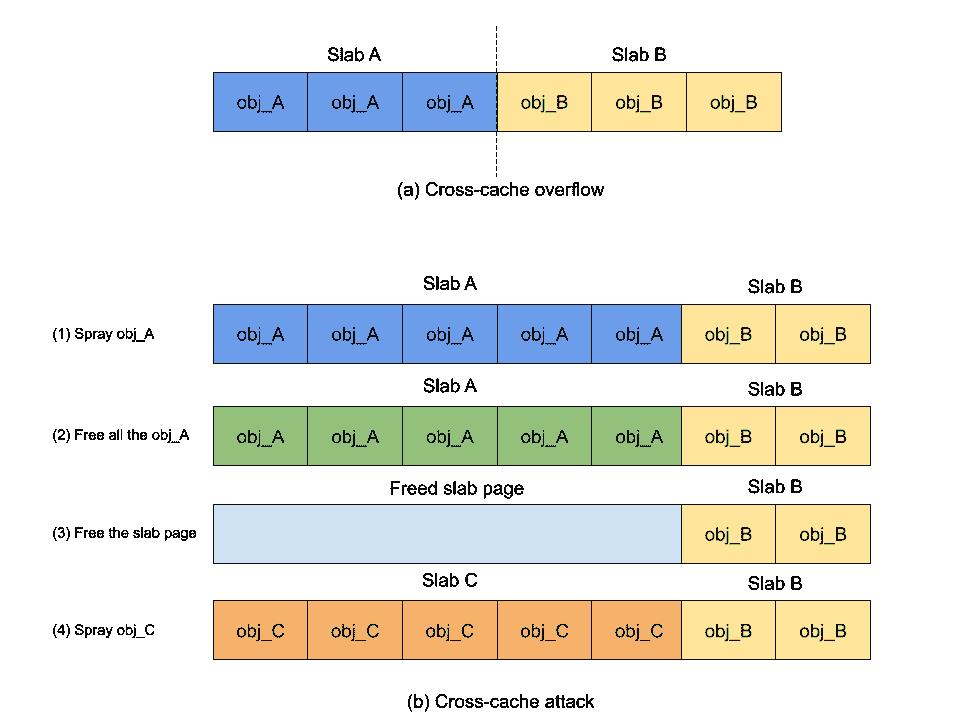 Slab A Slab B
obj_A obj_A obj_A obj_B obj_B obj_B
(a) Cross-cache overflow
Slab A Slab B
(1) Spray obj_A obj_A obj_A obj_A obj_A obj_A obj_B obj_B
Slab A Slab B
(2) Free all the obj_A obj_A obj_A obj_A obj_A obj_A obj_B obj_B
Freed slab page Slab B
(3) Free the slab page obj_B obj_B
Slab C Slab B
(4) Spray obj_C obj_C obj_C obj_C obj_C obj_C obj_B obj_B
(b) Cross-cache attack